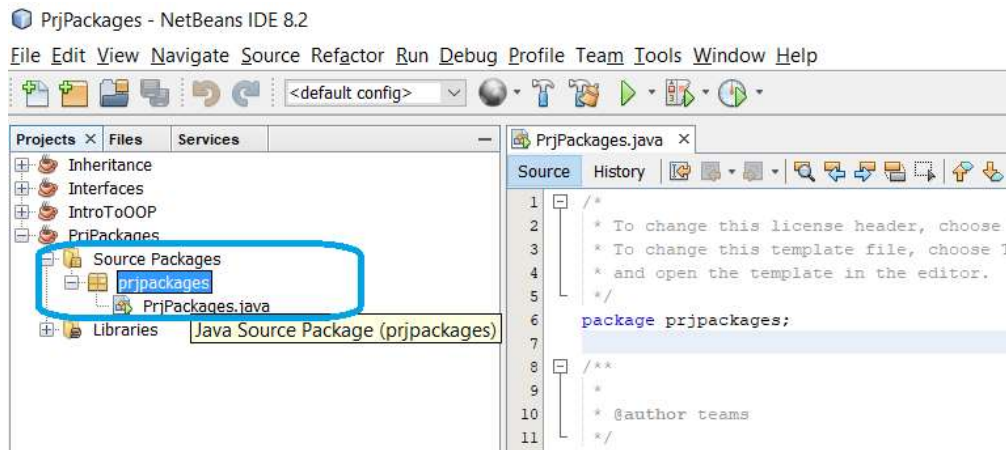 PrjPackages - NetBeans IDE 8.2
File Edit View Navigate Source Refactor Run Debug Profile Team Tools Window Help
<default config>
Projects Files Services
Inheritance
Interfaces
IntroToOOP
PrjPackages
Source Packages
prjpackages
PrjPackages.java
Libraries
Java Source Package (prjpackages)
PrjPackages.java
Source History
1 /*
2 * To change this license header, choose
3 * To change this template file, choose
4 * and open the template in the editor.
5 */
6 package prjpackages;
7
8 /**
9 *
10 * @author teams
11 */